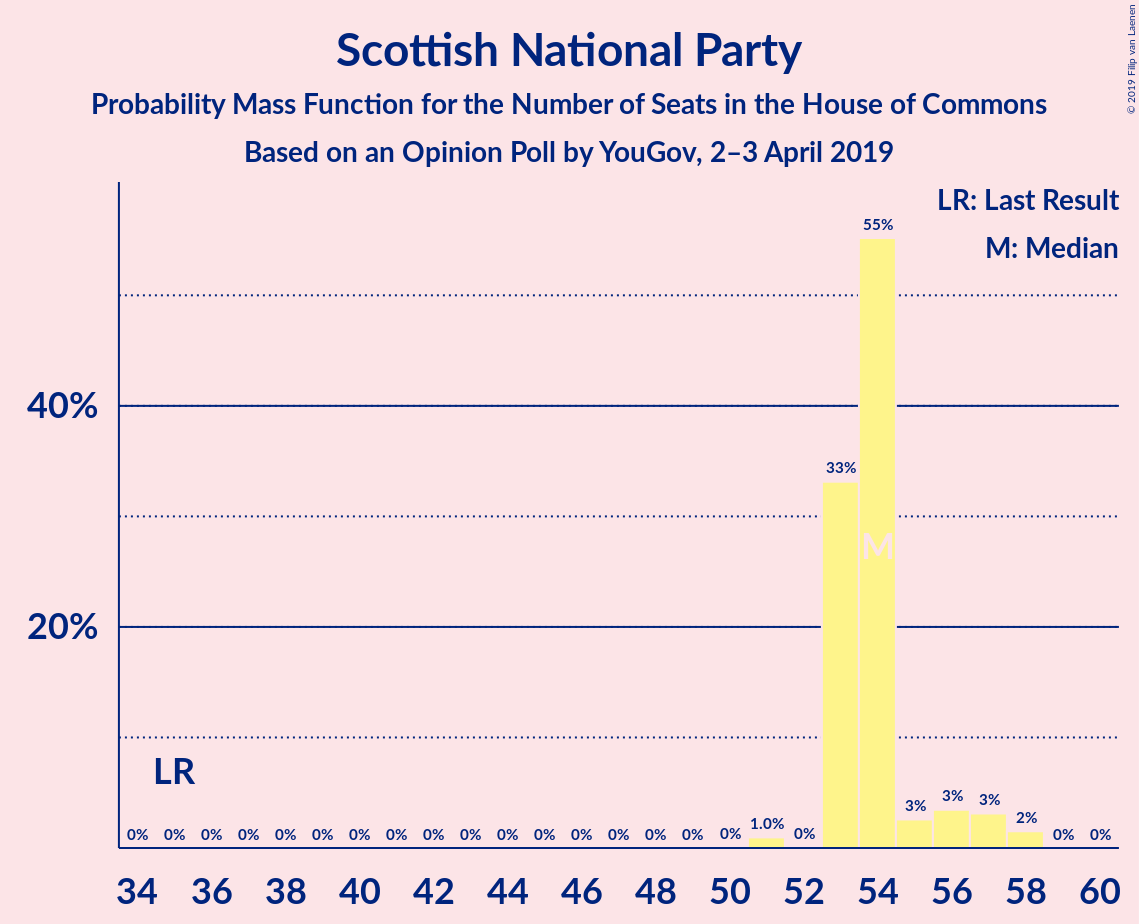 Scottish National Party
Probability Mass Function for the Number of Seats in the House of Commons
Based on an Opinion Poll by YouGov, 2–3 April 2019
© 2019 Filip van Laenen
LR: Last Result
M: Median
55%
40%
33%
M
20%
LR
0% 0% 0% 0% 0% 0% 0% 0% 0% 0% 0% 0% 0% 0% 0% 0% 0% 1.0% 0% 3% 3% 3% 2% 0% 0%
34 36 38 40 42 44 46 48 50 52 54 56 58 60